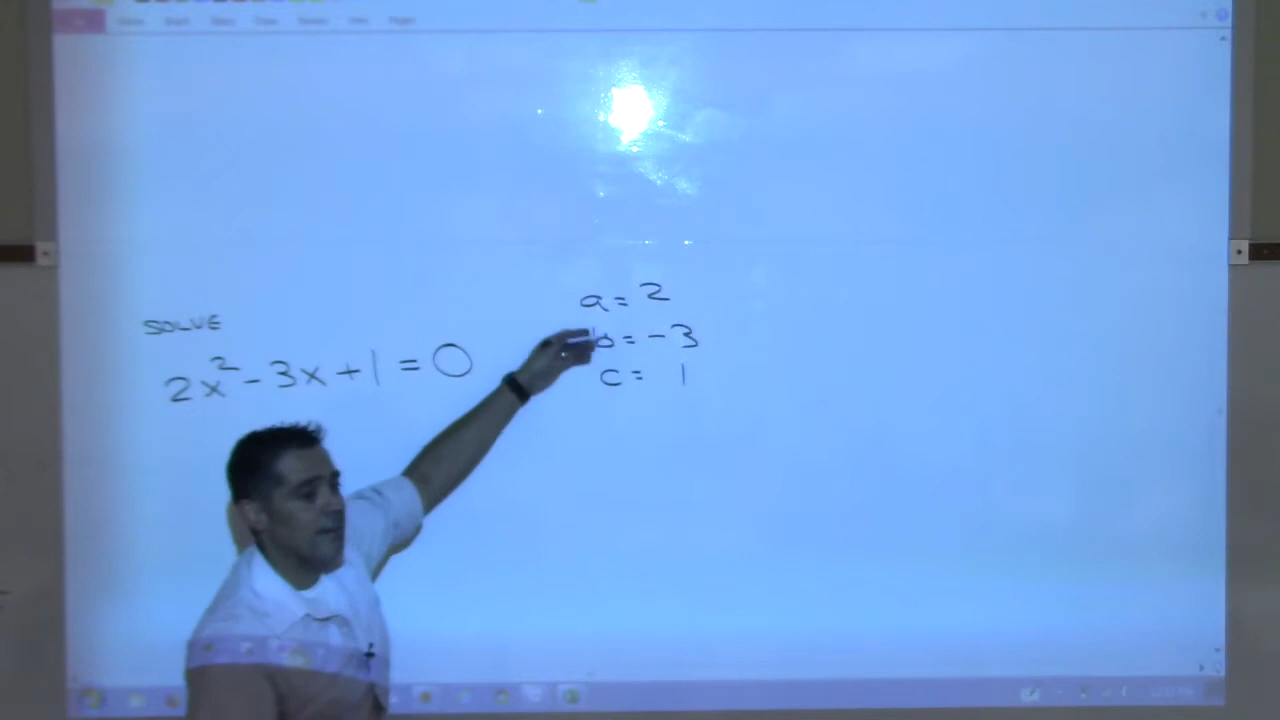 SOLVE
2x² - 3x + 1 = 0
a = 2
b = -3
c = 1